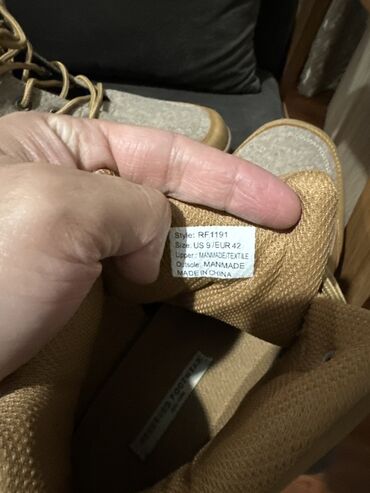 Style: RF1191
Size: US 9 /EUR 42
Upper: MANMADE/TEXTILE
Outsole: MANMADE
MADE IN CHINA